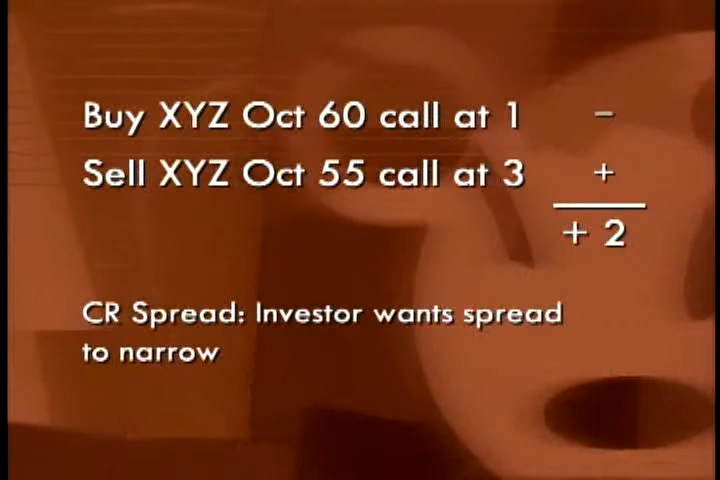 Buy XYZ Oct 60 call at 1 –
Sell XYZ Oct 55 call at 3 +
+ 2
CR Spread: Investor wants spread
to narrow